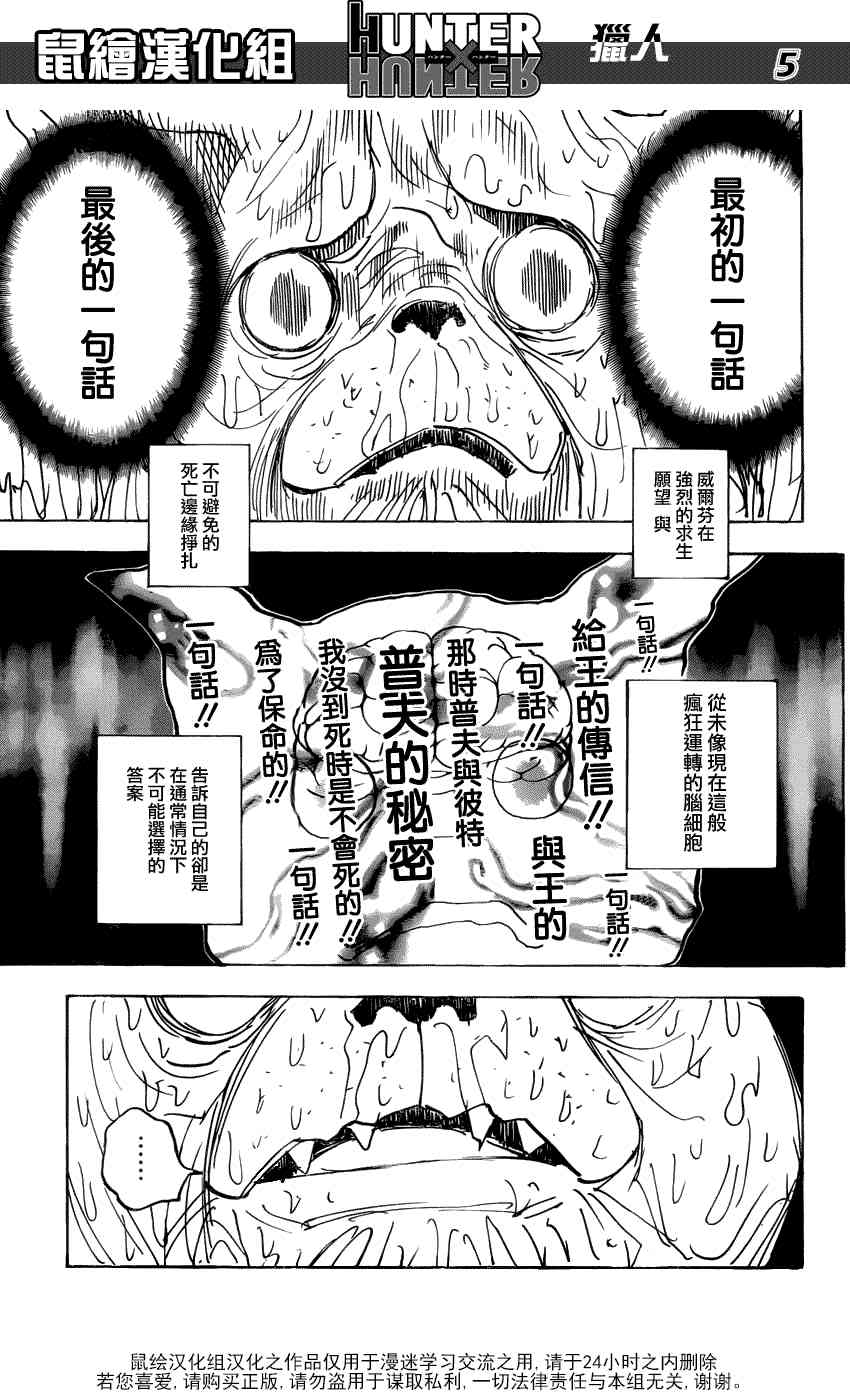 鼠繪漢化組
HUNTER
×
ハンター ハンター
HUNTER
獵人
5
最初的一句話
最後的一句話
威爾芬在
強烈的求生
願望 與
不可避免的
死亡邊緣掙扎
一句話!!
給王的傳信!!
一句話!!
那時普夫與彼特
普夫的秘密
我沒到死時是不會死的!!
為了保命的!!
一句話!!
從未像現在這般
瘋狂運轉的腦細胞
一句話!!
與王的
一句話!!
告訴自己的卻是
在通常情況下
不可能選擇的
答案
……
鼠绘汉化组汉化之作品仅用于漫迷学习交流之用,请于24小时之内删除
若您喜爱,请购买正版,请勿盗用于谋取私利,一切法律责任与本组无关,谢谢。